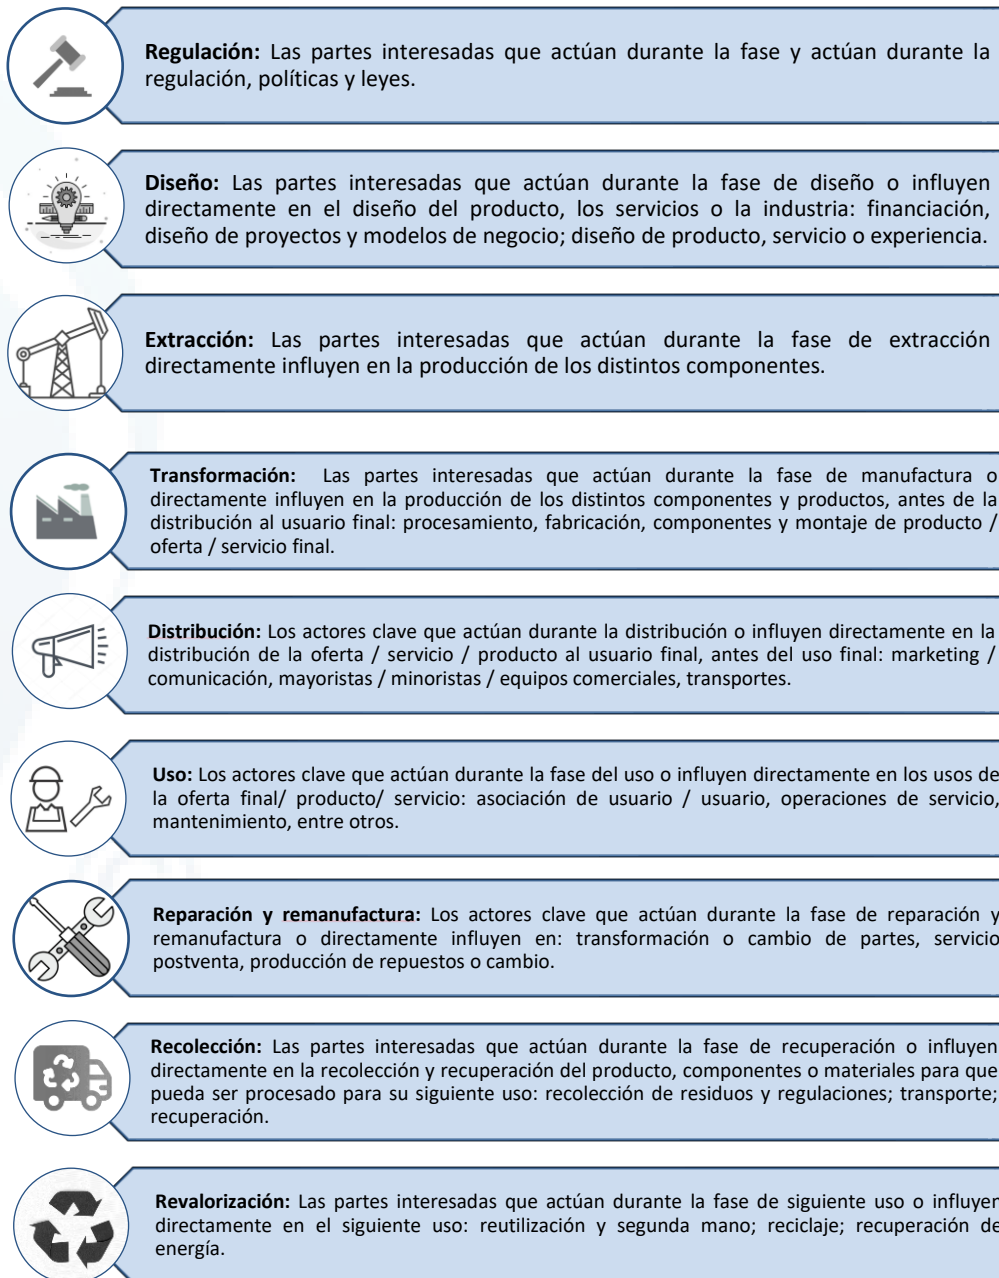 Regulación: Las partes interesadas que actúan durante la fase y actúan durante la
regulación, políticas y leyes.
Diseño: Las partes interesadas que actúan durante la fase de diseño o influyen
directamente en el diseño del producto, los servicios o la industria: financiación,
diseño de proyectos y modelos de negocio; diseño de producto, servicio o experiencia.
Extracción: Las partes interesadas que actúan durante la fase de extracción
directamente influyen en la producción de los distintos componentes.
Transformación: Las partes interesadas que actúan durante la fase de manufactura o
directamente influyen en la producción de los distintos componentes y productos, antes de la
distribución al usuario final: procesamiento, fabricación, componentes y montaje de producto /
oferta / servicio final.
Distribución: Los actores clave que actúan durante la distribución o influyen directamente en la
distribución de la oferta / servicio / producto al usuario final, antes del uso final: marketing /
comunicación, mayoristas / minoristas / equipos comerciales, transportes.
Uso: Los actores clave que actúan durante la fase del uso o influyen directamente en los usos de
la oferta final/ producto/ servicio: asociación de usuario / usuario, operaciones de servicio,
mantenimiento, entre otros.
Reparación y remanufactura: Los actores clave que actúan durante la fase de reparación y
remanufactura o directamente influyen en: transformación o cambio de partes, servicio
postventa, producción de repuestos o cambio.
Recolección: Las partes interesadas que actúan durante la fase de recuperación o influyen
directamente en la recolección y recuperación del producto, componentes o materiales para que
pueda ser procesado para su siguiente uso: recolección de residuos y regulaciones; transporte;
recuperación.
Revalorización: Las partes interesadas que actúan durante la fase de siguiente uso o influyen
directamente en el siguiente uso: reutilización y segunda mano; reciclaje; recuperación de
energía.